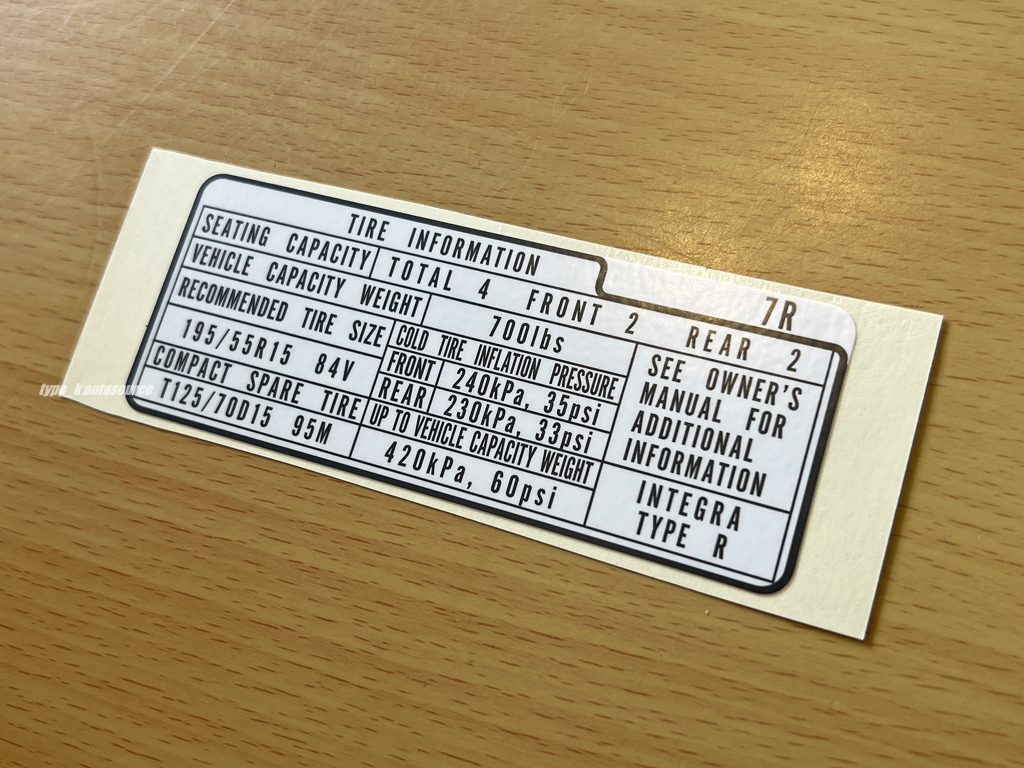 TIRE INFORMATION
7R
SEATING CAPACITY TOTAL 4 FRONT 2 REAR 2
VEHICLE CAPACITY WEIGHT 700lbs
RECOMMENDED TIRE SIZE
195/55R15 84V
COLD TIRE INFLATION PRESSURE
FRONT 240kPa, 35psi
REAR 230kPa, 33psi
COMPACT SPARE TIRE
T125/70D15 95M
UP TO VEHICLE CAPACITY WEIGHT
420kPa, 60psi
SEE OWNER'S
MANUAL FOR
ADDITIONAL
INFORMATION
INTEGRA
TYPE R
type_k autosource